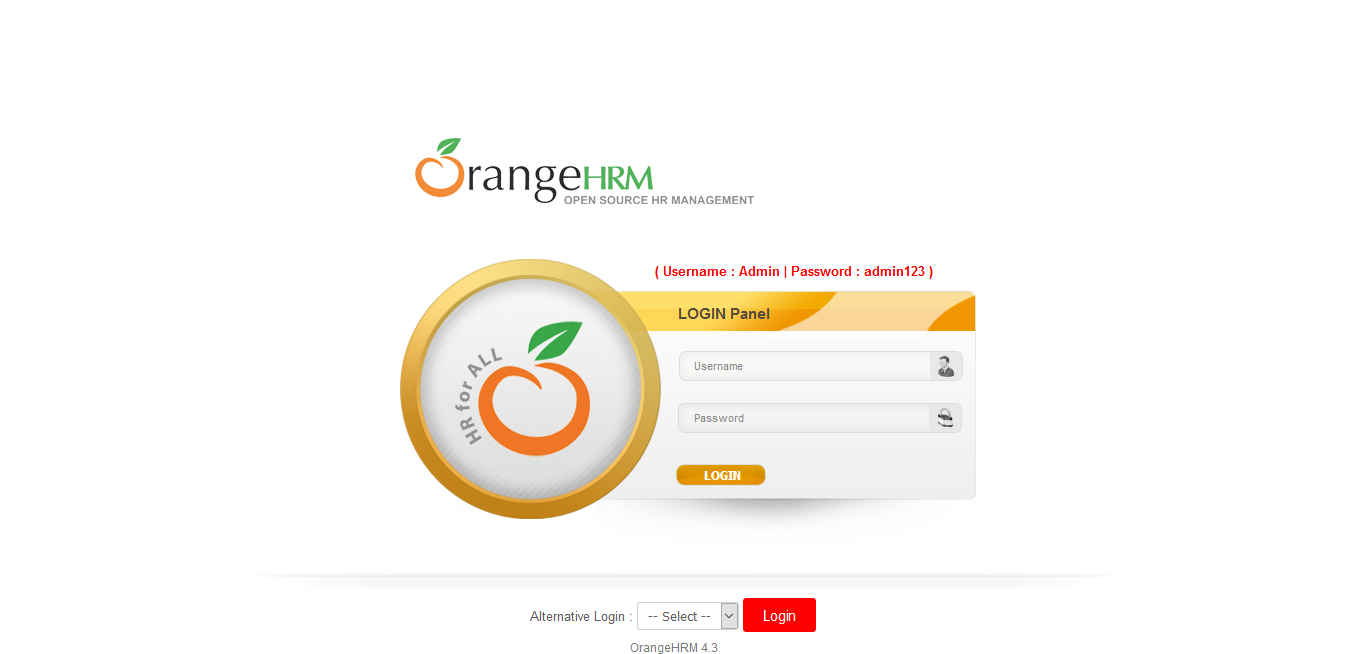 OrangeHRM
OPEN SOURCE HR MANAGEMENT
( Username : Admin | Password : admin123 )
HR for ALL
LOGIN Panel
Username
Password
LOGIN
Alternative Login : -- Select -- Login
OrangeHRM 4.3